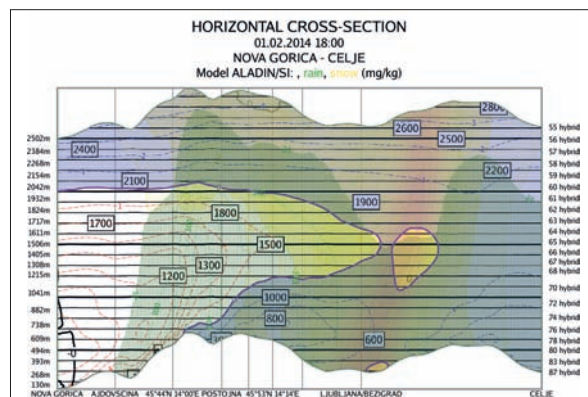 HORIZONTAL CROSS-SECTION
01.02.2014 18:00
NOVA GORICA - CELJE
Model ALADIN/SI: , rain, snow (mg/kg)
2800
2600
2502m 55 hybrid
2500
2384m 56 hybrid
2400
2284m 57 hybrid
2268m 58 hybrid
2200
2154m 59 hybrid
2100
2042m 60 hybrid
1932m 61 hybrid
1900
1824m 62 hybrid
1800
1717m 63 hybrid
1700
1611m 64 hybrid
65 hybrid
1506m 66 hybrid
1500
1405m 67 hybrid
1300
1308m 68 hybrid
1215m
1200
70 hybrid
1041m 72 hybrid
1000
882m 74 hybrid
800
738m 76 hybrid
609m 78 hybrid
600
494m 80 hybrid
393m 83 hybrid
268m 87 hybrid
130m
NOVA GORICA AJDOVSCINA 45°44'N 14°00'E POSTOJNA 45°51'N 14°14'E LJUBLJANA/BEZIGRAD CELJE